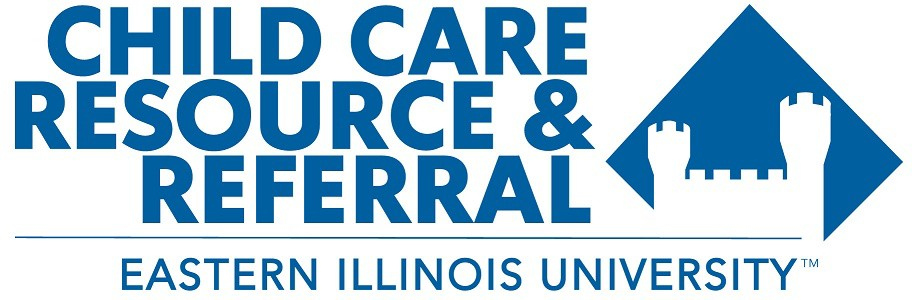 CHILD CARE
RESOURCE &
REFERRAL
EASTERN ILLINOIS UNIVERSITY™